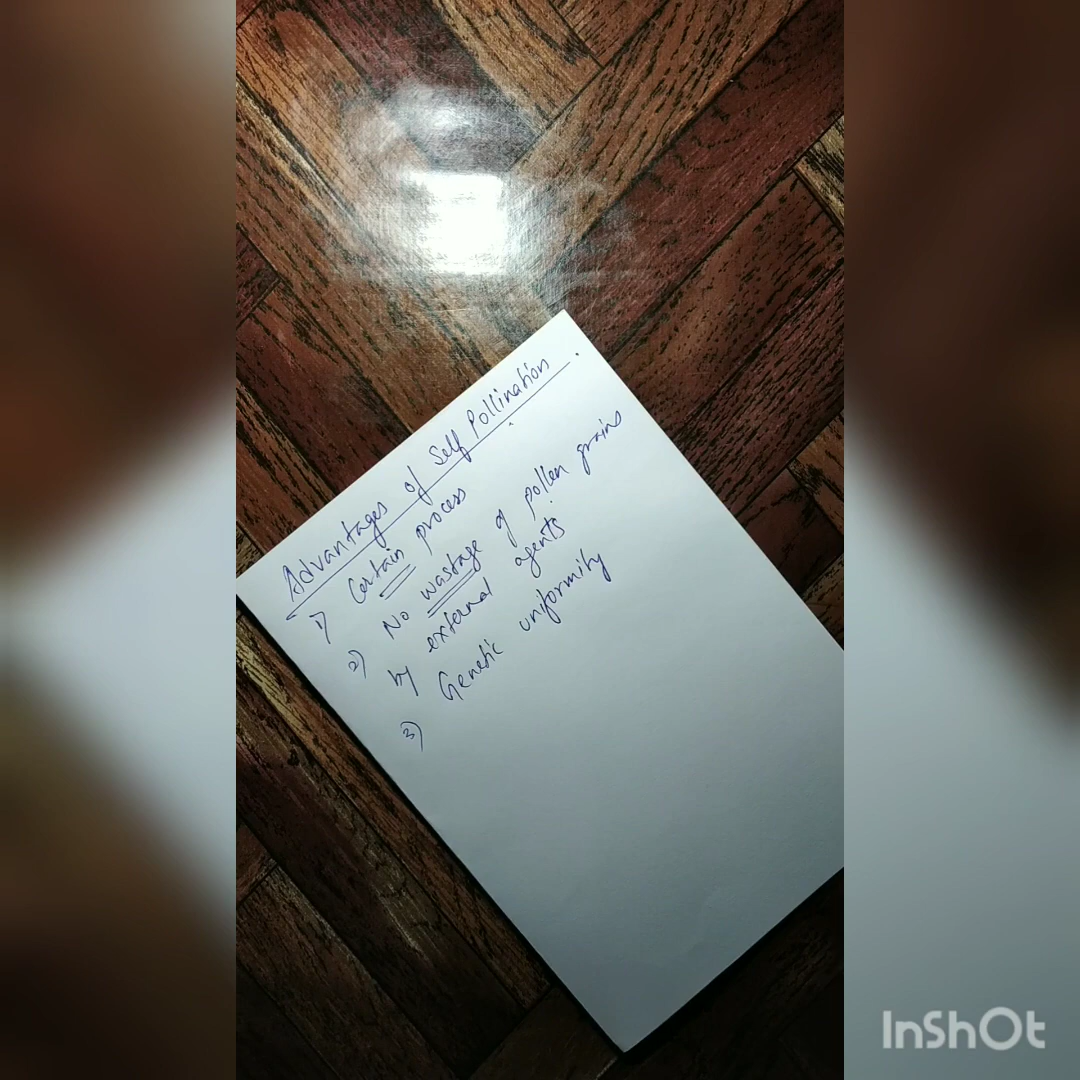 Advantages of Self Pollination.
1) Certain process
2) No wastage of pollen grains
by external agents
3) Genetic uniformity
InShOt